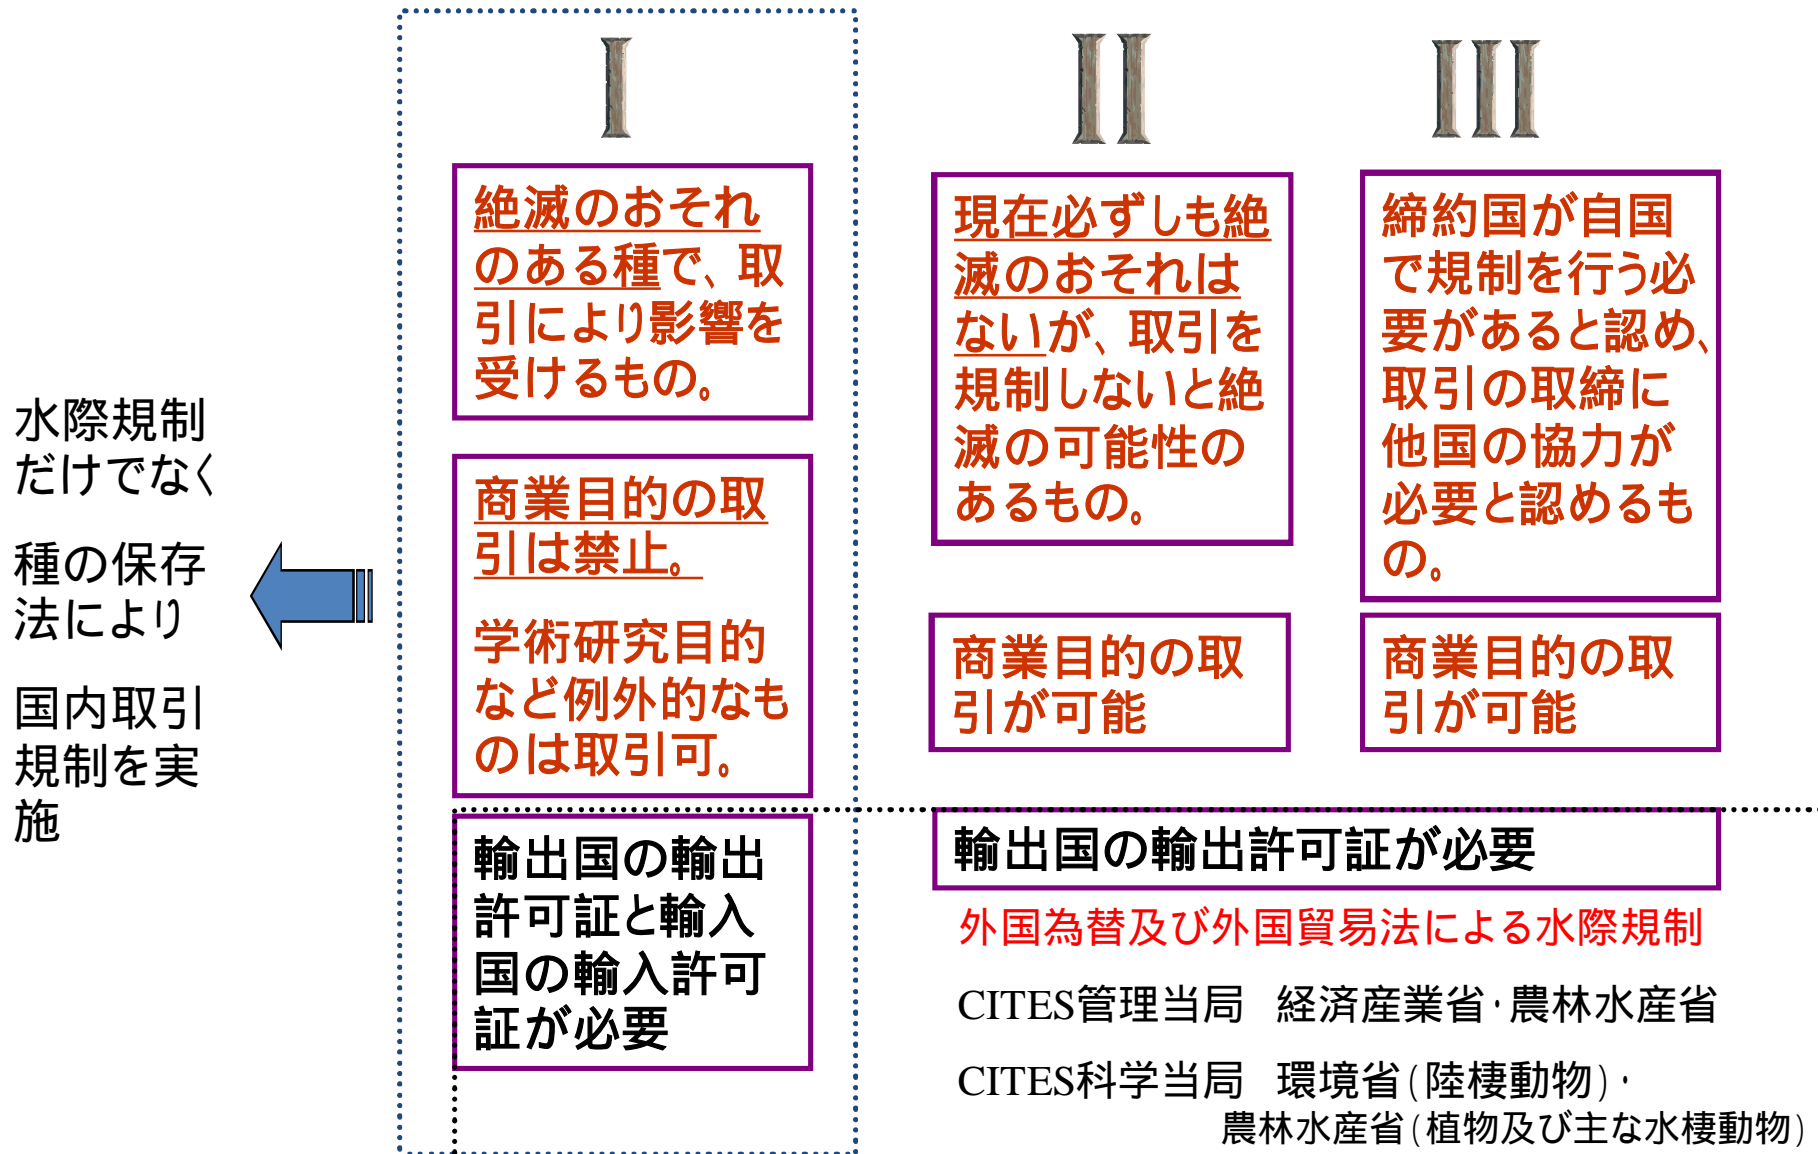 I
絶滅のおそれ
のある種で、取
引により影響を
受けるもの。
商業目的の取
引は禁止。
学術研究目的
など例外的なも
のは取引可。
輸出国の輸出
許可証と輸入
国の輸入許可
証が必要
II
現在必ずしも絶
滅のおそれは
ないが、取引を
規制しないと絶
滅の可能性の
あるもの。
商業目的の取
引が可能
III
締約国が自国
で規制を行う必
要があると認め、
取引の取締に
他国の協力が
必要と認めるも
の。
商業目的の取
引が可能
輸出国の輸出許可証が必要
外国為替及び外国貿易法による水際規制
CITES管理当局　経済産業省・農林水産省
CITES科学当局　環境省(陸棲動物)・
農林水産省(植物及び主な水棲動物)
水際規制
だけでなく
種の保存
法により
国内取引
規制を実
施